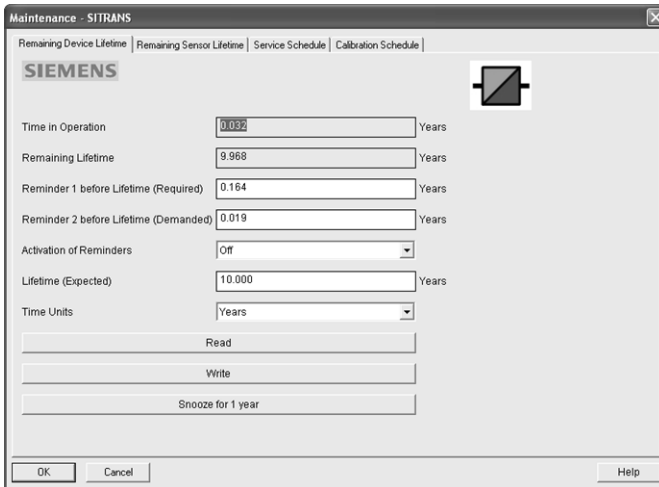 Maintenance - SITRANS
Remaining Device Lifetime Remaining Sensor Lifetime Service Schedule Calibration Schedule
SIEMENS
Time in Operation 0.032 Years
Remaining Lifetime 9.968 Years
Reminder 1 before Lifetime (Required) 0.164 Years
Reminder 2 before Lifetime (Demanded) 0.019 Years
Activation of Reminders Off
Lifetime (Expected) 10.000 Years
Time Units Years
Read
Write
Snooze for 1 year
OK Cancel Help